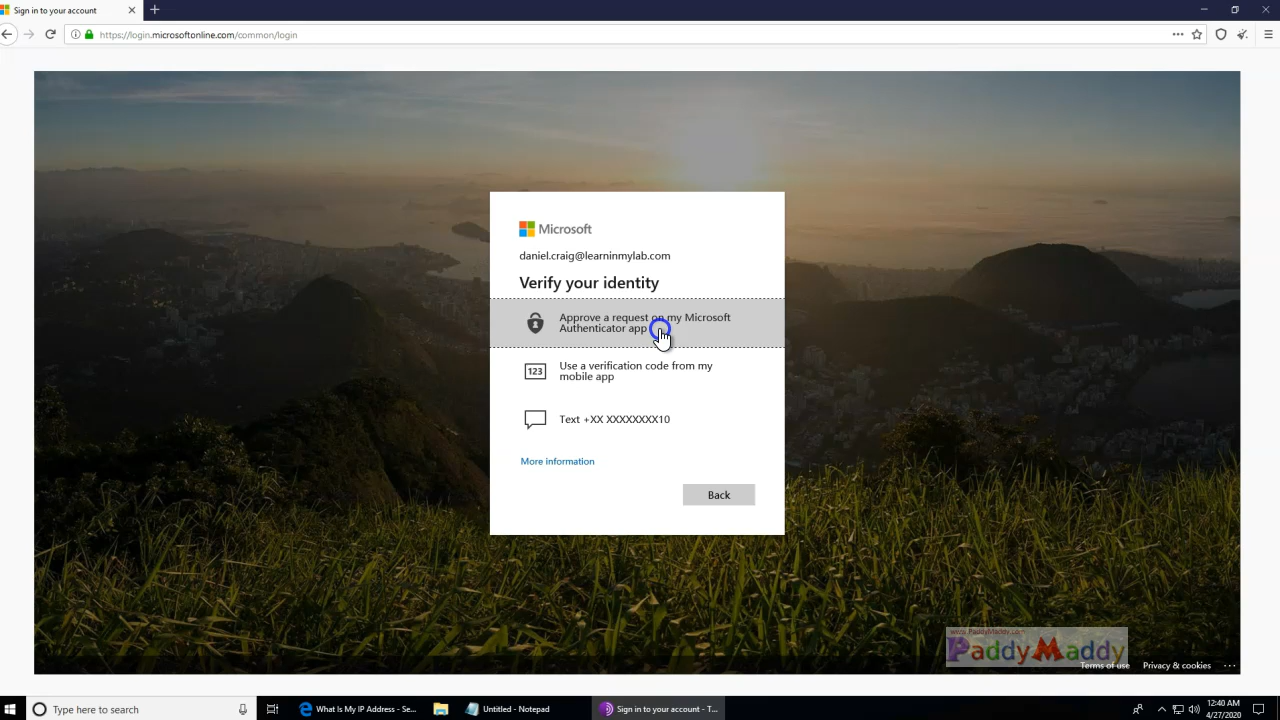 Sign in to your account
https://login.microsoftonline.com/common/login
Microsoft
daniel.craig@learninmylab.com
Verify your identity
Approve a request on my Microsoft
Authenticator app
123
Use a verification code from my
mobile app
Text +XX XXXXXXXX10
More information
Back
www.PaddyMaddy.com
PaddyMaddy
Terms of use
Privacy & cookies
Type here to search
What Is My IP Address - Se...
Untitled - Notepad
Sign in to your account - T...
12:40 AM
4/27/2020